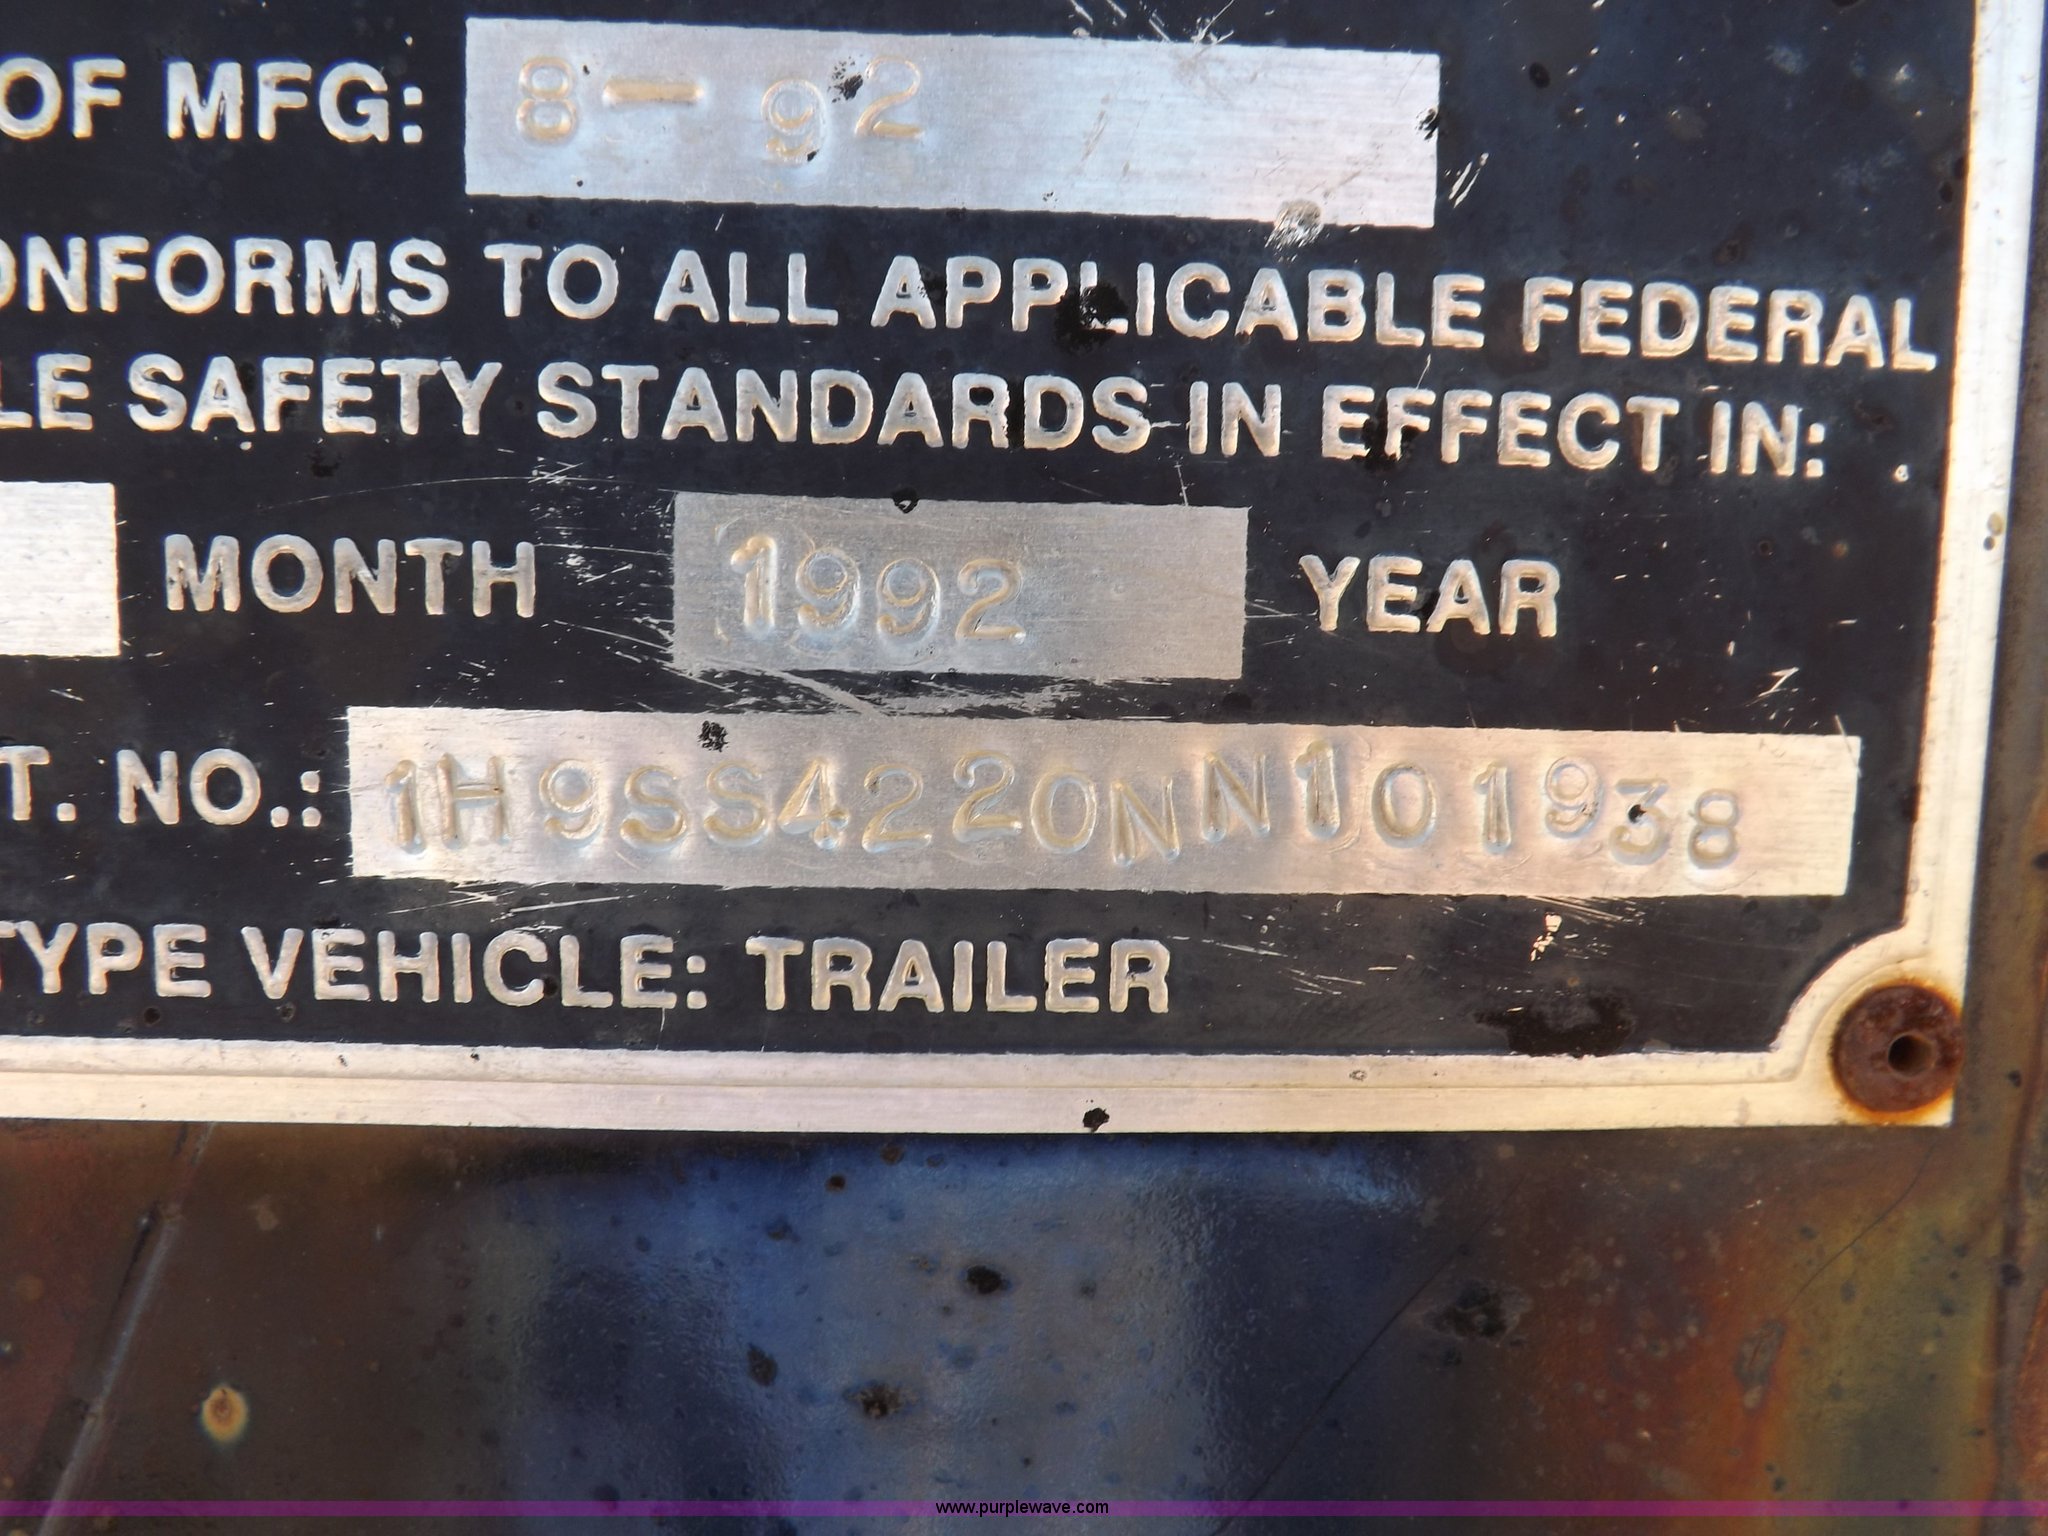 OF MFG: 8-92
ONFORMS TO ALL APPLICABLE FEDERAL
LE SAFETY STANDARDS IN EFFECT IN:
MONTH 1992 YEAR
T. NO.: 1H9SS4220NN101938
TYPE VEHICLE: TRAILER
www.purplewave.com